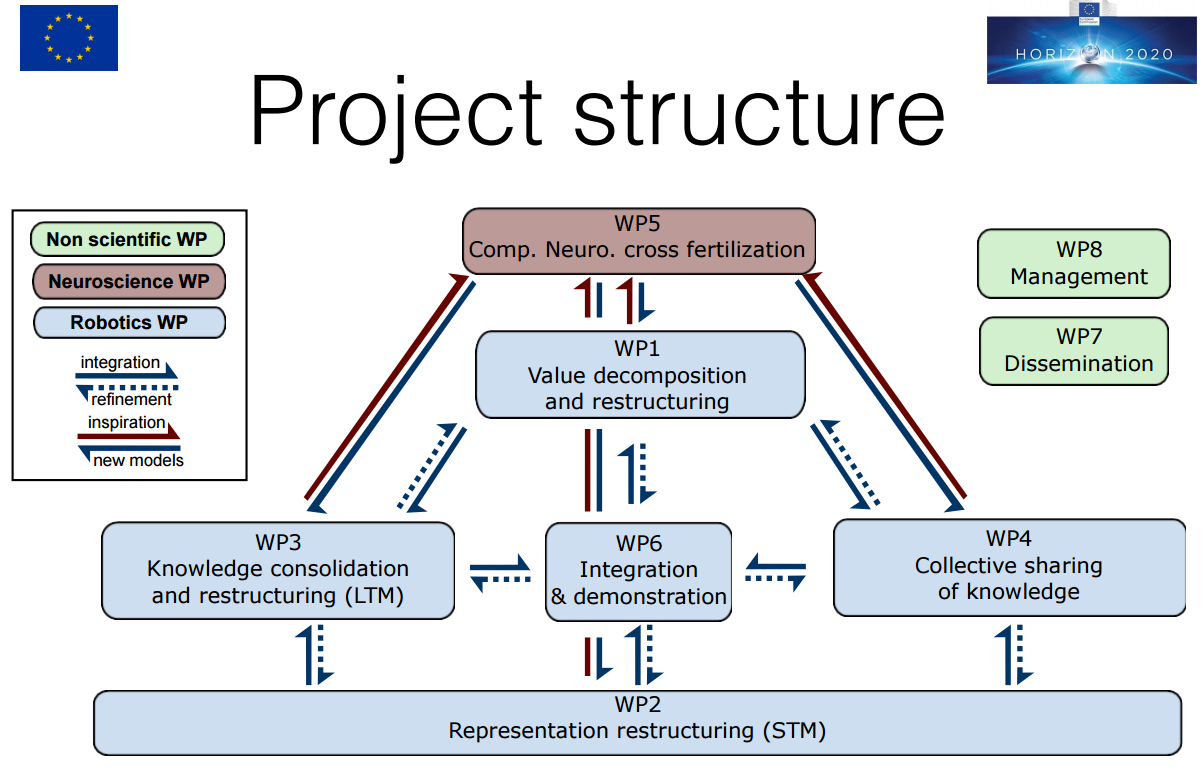 HORIZON 2020
Project structure
Non scientific WP
Neuroscience WP
Robotics WP
integration
refinement
inspiration
new models
WP5
Comp. Neuro. cross fertilization
WP8
Management
WP7
Dissemination
WP1
Value decomposition
and restructuring
WP3
Knowledge consolidation
and restructuring (LTM)
WP6
Integration
& demonstration
WP4
Collective sharing
of knowledge
WP2
Representation restructuring (STM)